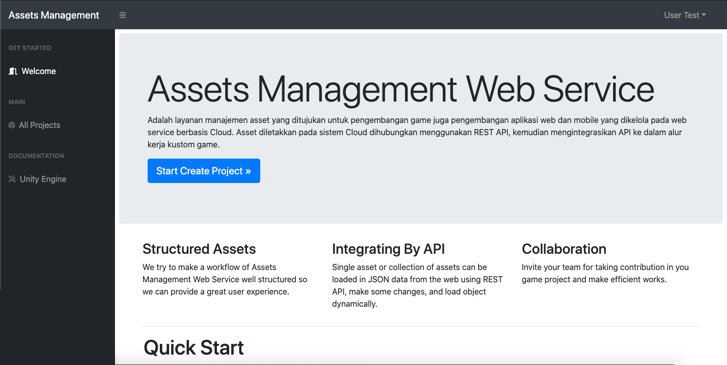 Assets Management
User Test
GET STARTED
Welcome
MAIN
All Projects
DOCUMENTATION
Unity Engine
Assets Management Web Service
Adalah layanan manajemen asset yang ditujukan untuk pengembangan game juga pengembangan aplikasi web dan mobile yang dikelola pada web
service berbasis Cloud. Asset diletakkan pada sistem Cloud dihubungkan menggunakan REST API, kemudian mengintegrasikan API ke dalam alur
kerja kustom game.
Start Create Project »
Structured Assets
We try to make a workflow of Assets
Management Web Service well structured so
we can provide a great user experience.
Integrating By API
Single asset or collection of assets can be
loaded in JSON data from the web using REST
API, make some changes, and load object
dynamically.
Collaboration
Invite your team for taking contribution in you
game project and make efficient works.
Quick Start